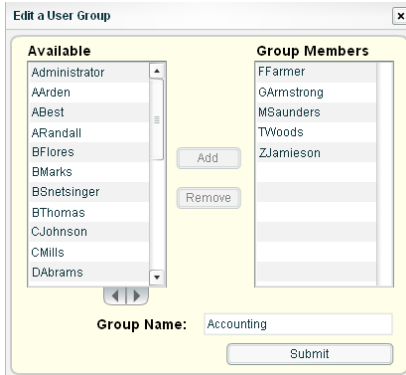 Edit a User Group
x
Available
Administrator
AArden
ABest
ARandall
BFlores
BMarks
BSnetsinger
BThomas
CJohnson
CMills
DAbrams
Add
Remove
Group Members
FFarmer
GArmstrong
MSaunders
TWoods
ZJamieson
Group Name: Accounting
Submit